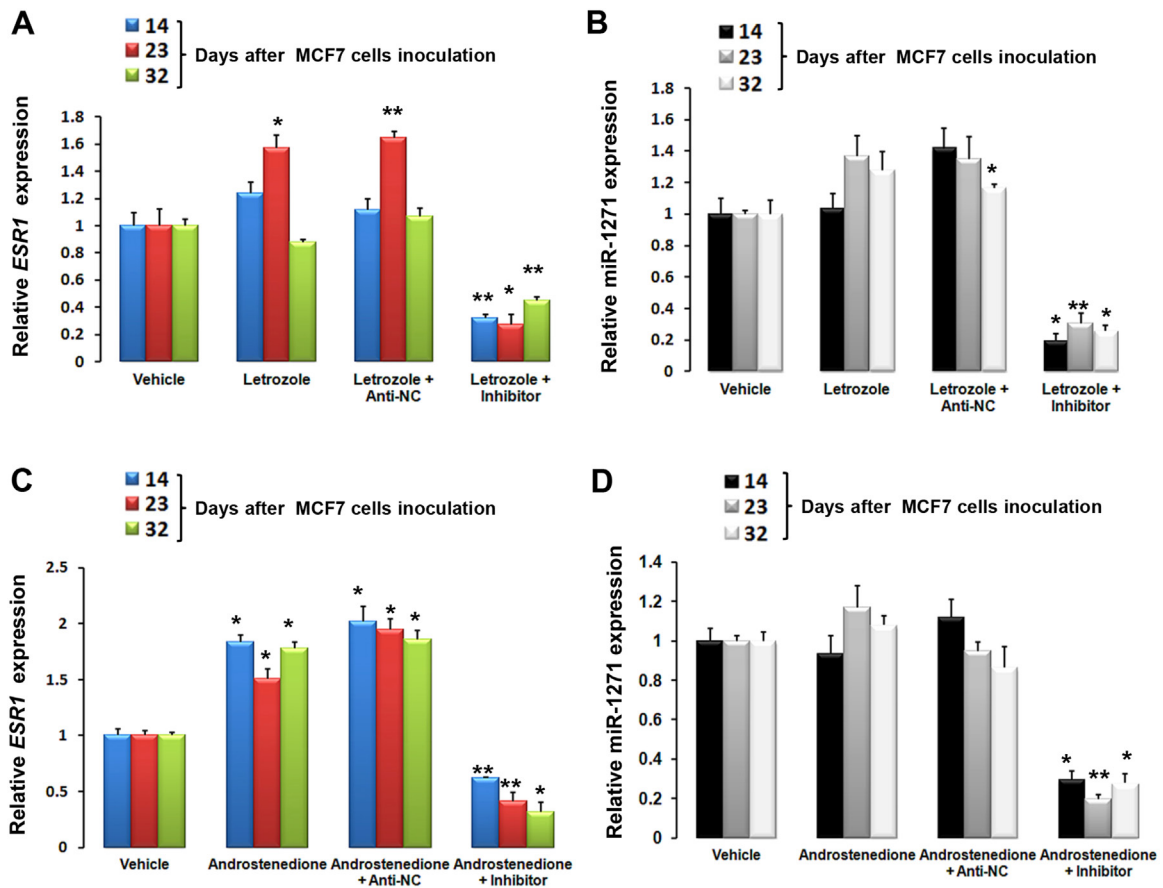 A
14
23
32
Days after MCF7 cells inoculation
Relative ESR1 expression
1.8
1.6
1.4
1.2
1
0.8
0.6
0.4
0.2
0
*
**
**
*
**
Vehicle
Letrozole
Letrozole +
Anti-NC
Letrozole +
Inhibitor
B
14
23
32
Days after MCF7 cells inoculation
Relative miR-1271 expression
1.8
1.6
1.4
1.2
1
0.8
0.6
0.4
0.2
0
*
*
**
*
Vehicle
Letrozole
Letrozole +
Anti-NC
Letrozole +
Inhibitor
C
14
23
32
Days after MCF7 cells inoculation
Relative ESR1 expression
2.5
2
1.5
1
0.5
0
*
*
*
*
*
*
**
**
*
Vehicle
Androstenedione
Androstenedione
+ Anti-NC
Androstenedione
+ Inhibitor
D
14
23
32
Days after MCF7 cells inoculation
Relative miR-1271 expression
1.4
1.2
1
0.8
0.6
0.4
0.2
0
*
**
*
Vehicle
Androstenedione
Androstenedione
+ Anti-NC
Androstenedione
+ Inhibitor